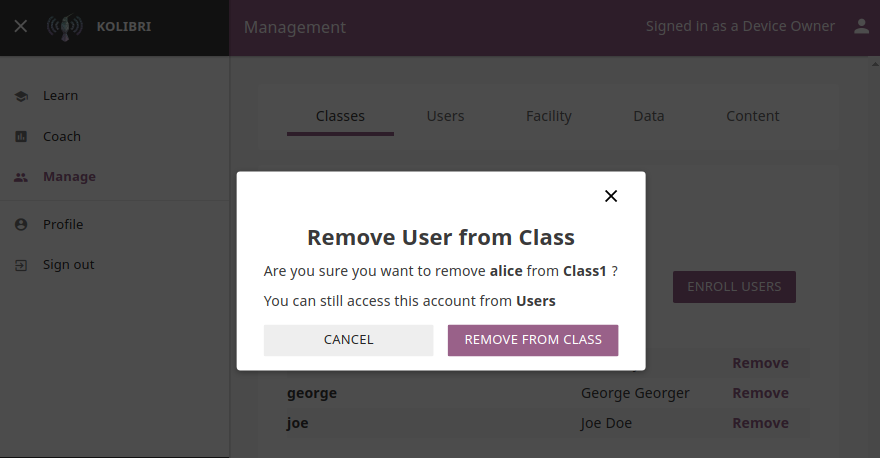 KOLIBRI
Management
Signed in as a Device Owner
Learn
Coach
Manage
Profile
Sign out
Classes
Users
Facility
Data
Content
ENROLL USERS
Remove User from Class
Are you sure you want to remove alice from Class1 ?
You can still access this account from Users
CANCEL
REMOVE FROM CLASS
Remove
george George Georger Remove
joe Joe Doe Remove